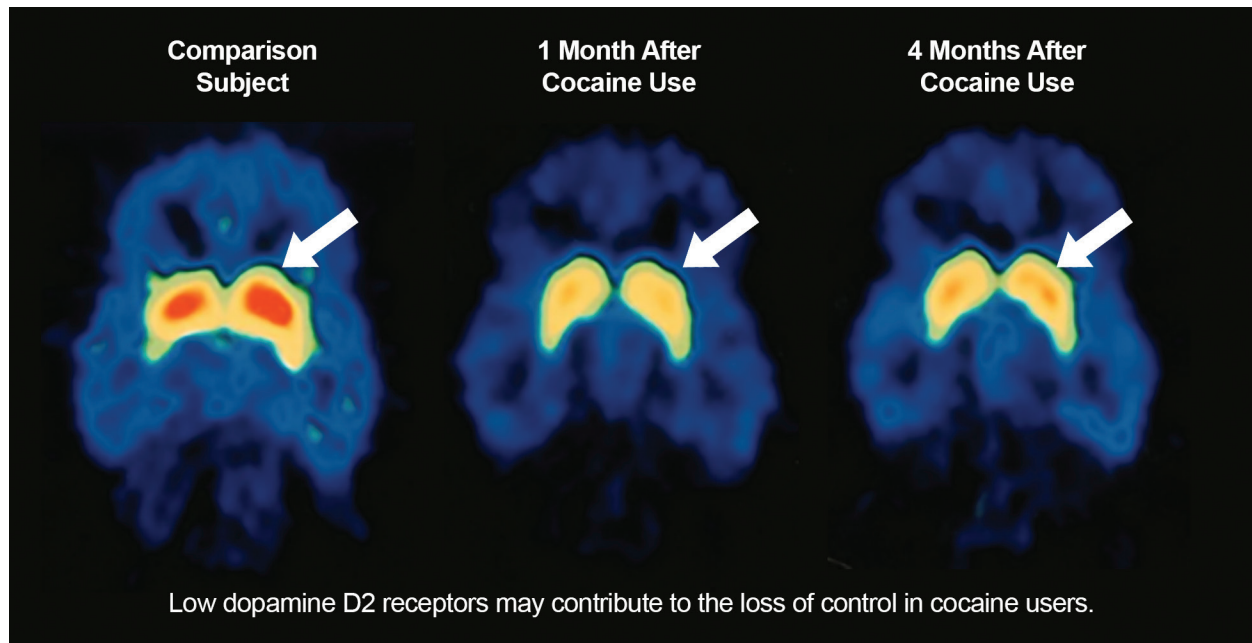 Comparison
Subject
1 Month After
Cocaine Use
4 Months After
Cocaine Use
Low dopamine D2 receptors may contribute to the loss of control in cocaine users.